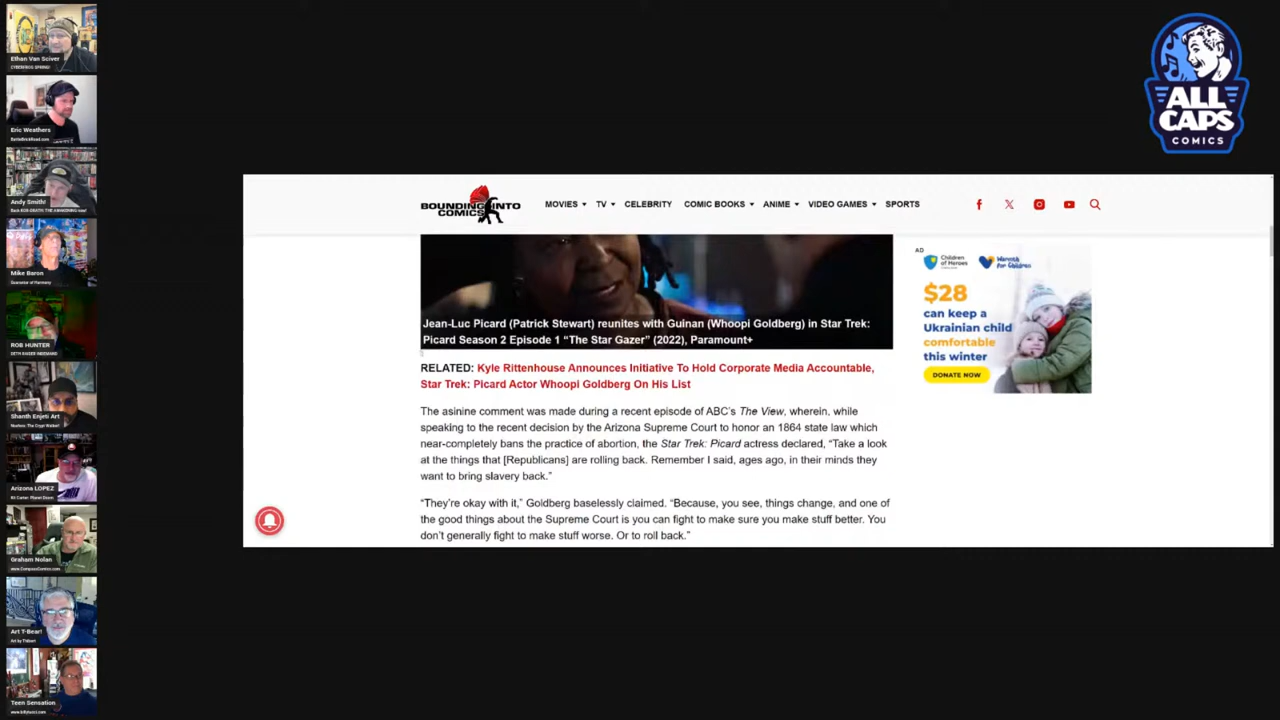 Ethan Van Sciver
Eric Weathers
Andy Smith!
Mike Baron
ROB HUNTER
Shanth Enjeti Art
Arizona LOPEZ
Graham Nolan
Art T-Bear!
Teen Sensation
ALL
CAPS
COMICS
BOUNDING INTO
COMICS
MOVIES TV CELEBRITY COMIC BOOKS ANIME VIDEO GAMES SPORTS
Jean-Luc Picard (Patrick Stewart) reunites with Guinan (Whoopi Goldberg) in Star Trek:
Picard Season 2 Episode 1 “The Star Gazer” (2022), Paramount+
RELATED: Kyle Rittenhouse Announces Initiative To Hold Corporate Media Accountable,
Star Trek: Picard Actor Whoopi Goldberg On His List
The asinine comment was made during a recent episode of ABC’s The View, wherein, while
speaking to the recent decision by the Arizona Supreme Court to honor an 1864 state law which
near-completely bans the practice of abortion, the Star Trek: Picard actress declared, “Take a look
at the things that [Republicans] are rolling back. Remember I said, ages ago, in their minds they
want to bring slavery back.”
“They’re okay with it,” Goldberg baselessly claimed. “Because, you see, things change, and one of
the good things about the Supreme Court is you can fight to make sure you make stuff better. You
don’t generally fight to make stuff worse. Or to roll back.”
AD
Children
of Heroes
Warmth
for Children
$28
can keep a
Ukrainian child
comfortable
this winter
DONATE NOW